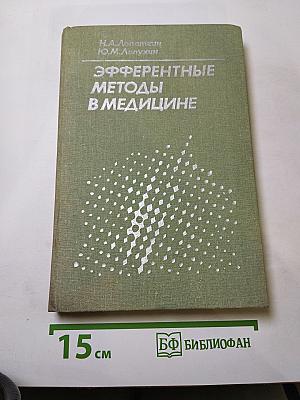 Н.А.Лопаткин
Ю.М.Лопухин
ЭФФЕРЕНТНЫЕ
МЕТОДЫ
В МЕДИЦИНЕ
15 см
БФ БИБЛИОФАН